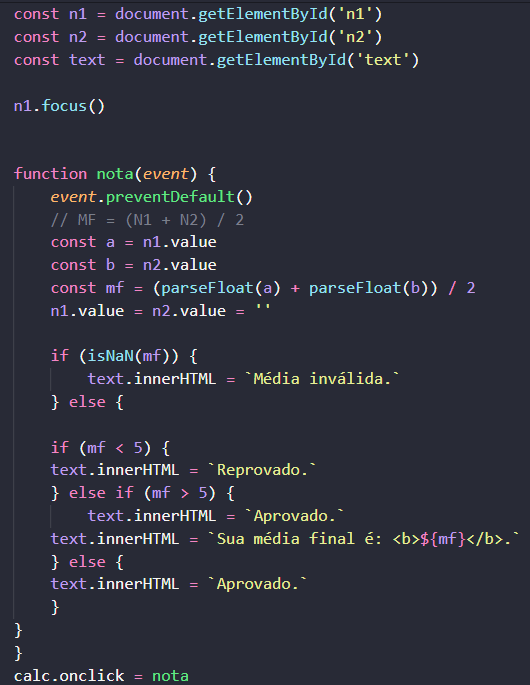 const n1 = document.getElementById('n1')
const n2 = document.getElementById('n2')
const text = document.getElementById('text')

n1.focus()


function nota(event) {
    event.preventDefault()
    // MF = (N1 + N2) / 2
    const a = n1.value
    const b = n2.value
    const mf = (parseFloat(a) + parseFloat(b)) / 2
    n1.value = n2.value = ''

    if (isNaN(mf)) {
        text.innerHTML = `Média inválida.`
    } else {

    if (mf < 5) {
    text.innerHTML = `Reprovado.`
    } else if (mf > 5) {
        text.innerHTML = `Aprovado.`
    text.innerHTML = `Sua média final é: <b>${mf}</b>.`
    } else {
    text.innerHTML = `Aprovado.`
    }
}
}
calc.onclick = nota